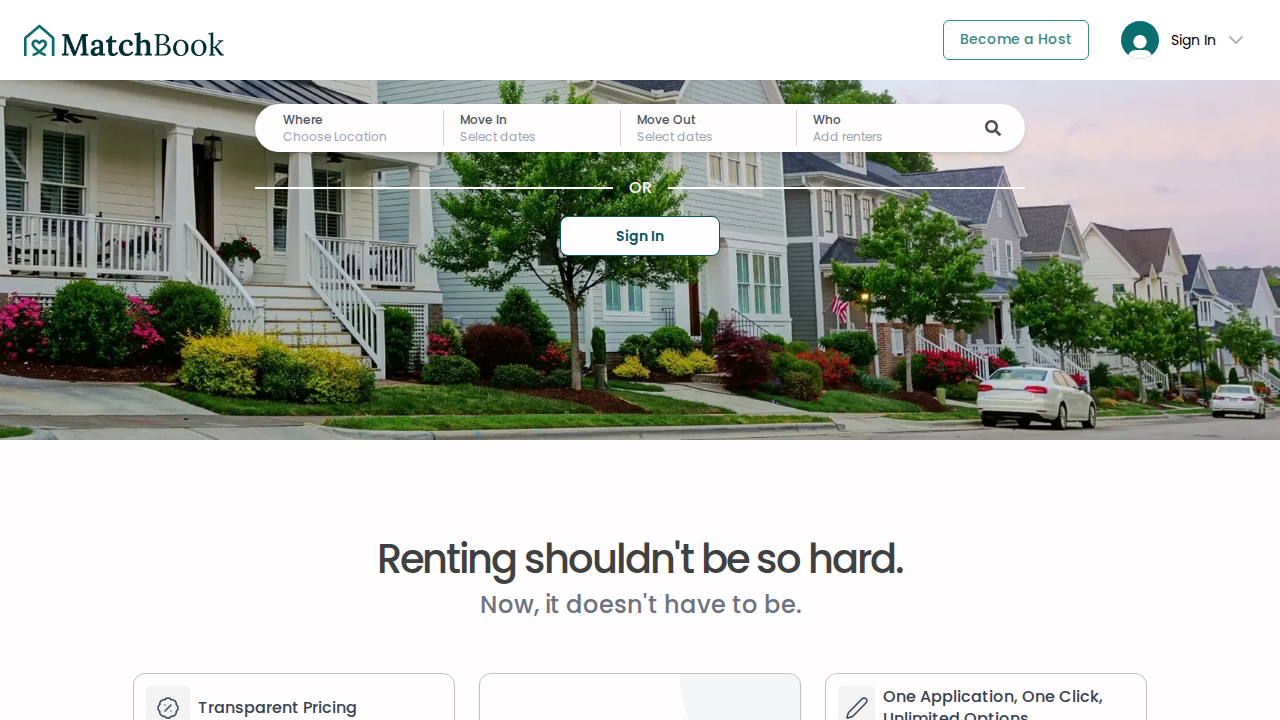 MatchBook
Become a Host
Sign In
Where
Choose Location
Move In
Select dates
Move Out
Select dates
Who
Add renters
OR
Sign In
Renting shouldn't be so hard.
Now, it doesn't have to be.
Transparent Pricing
One Application, One Click,
Unlimited Options